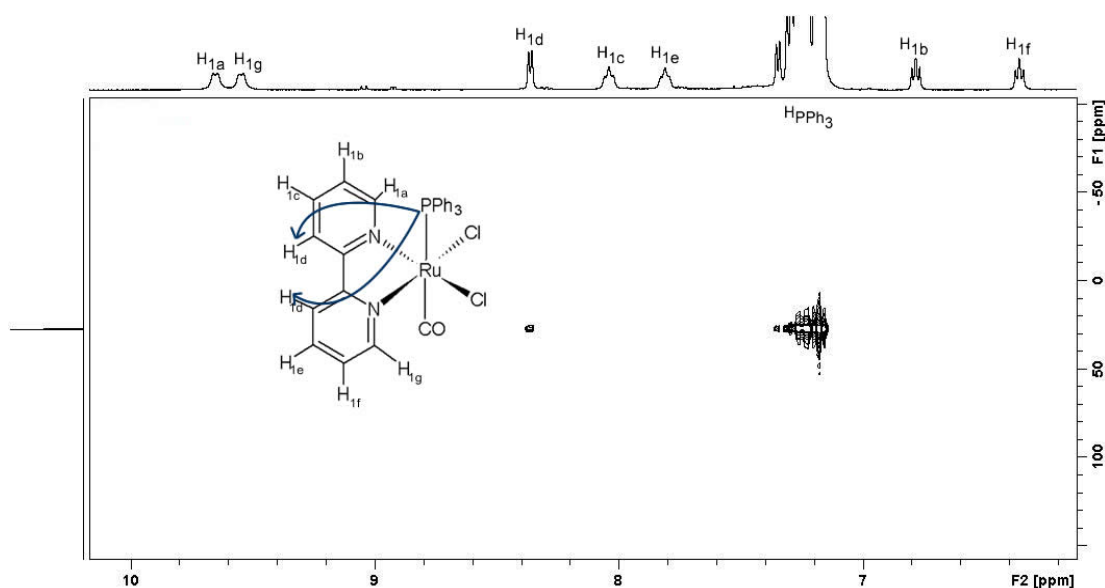 H1a H1g H1d H1c H1e H1b H1f
HPPh3
F1 [ppm]
-50
0
50
100
H1b
H1c H1a
PPh3
Cl
N
H1d
Ru
H1d
Cl
N
CO
H1e
H1g
H1f
10 9 8 7 F2 [ppm]